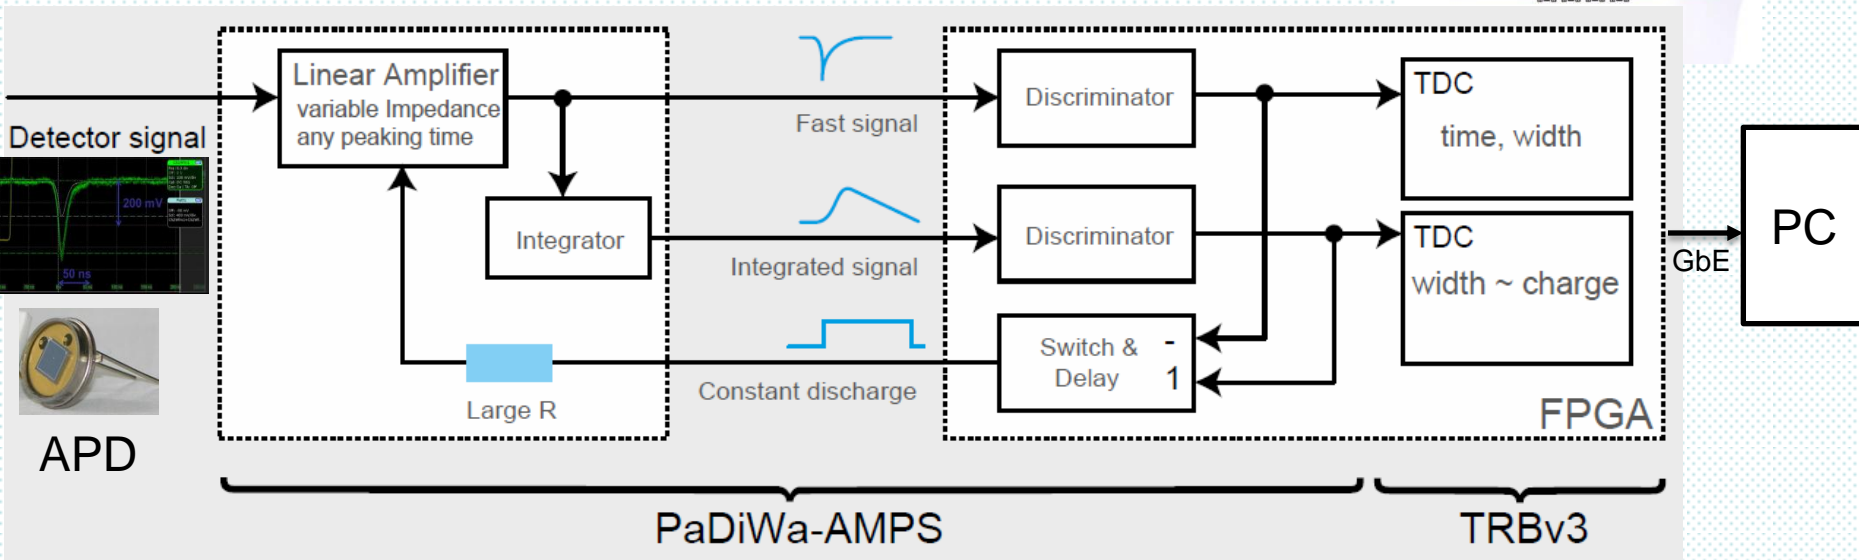 Detector signal
200 mV
50 ns
APD
Linear Amplifier
variable Impedance
any peaking time
Integrator
Large R
Fast signal
Integrated signal
Constant discharge
Discriminator
Discriminator
Switch & -
Delay 1
TDC
time, width
TDC
width ~ charge
FPGA
GbE
PC
PaDiWa-AMPS
TRBv3